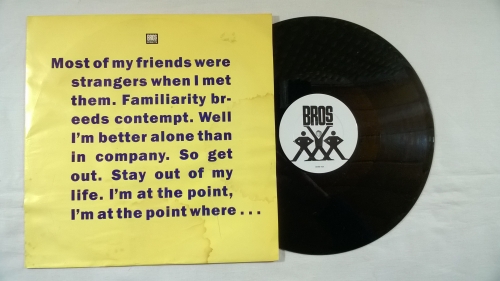 BROS
Most of my friends were
strangers when I met
them. Familiarity br-
eeds contempt. Well
I'm better alone than
in company. So get
out. Stay out of my
life. I'm at the point,
I'm at the point where ...
BROS